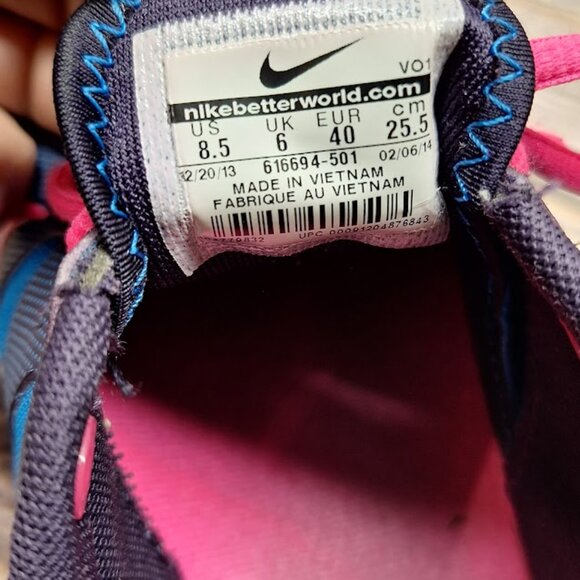 VO1
nikebetterworld.com
US UK EUR cm
8.5 6 40 25.5
12/20/13 616694-501 02/06/14
MADE IN VIETNAM
FABRIQUE AU VIETNAM
UPC 00091204876843